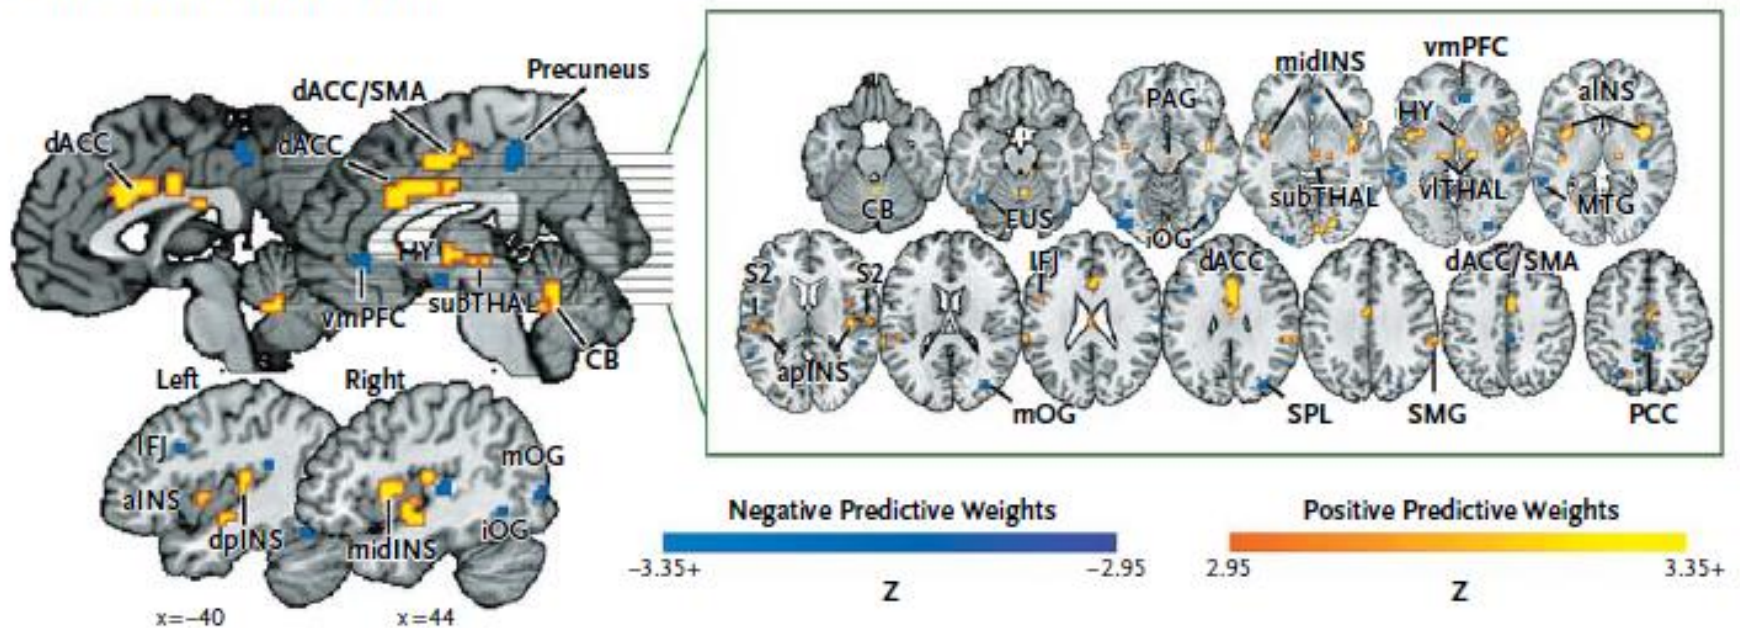 Precuneus
dACC/SMA
dACC
dACC
HY
subTHAL
vmPFC
CB
Left
Right
IFJ
aINS
dpINS
midINS
mOG
iOG
x=−40
x=44
vmPFC
midINS
PAG
HY
aINS
CB
FUS
iOG
subTHAL
vlTHAL
MTG
S2
S2
IFJ
dACC
dACC/SMA
apINS
mOG
SPL
SMG
PCC
Negative Predictive Weights
−3.35+
−2.95
Z
Positive Predictive Weights
2.95
3.35+
Z